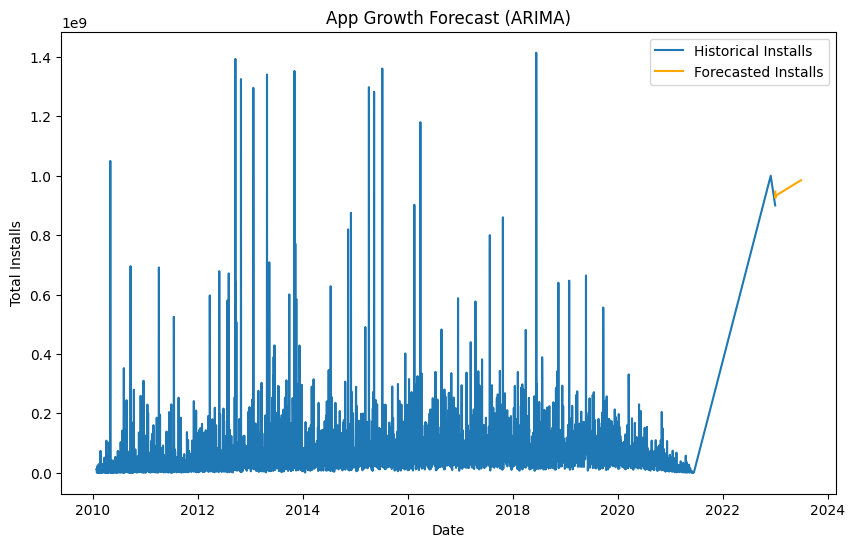 App Growth Forecast (ARIMA)
1e9
Historical Installs
Forecasted Installs
1.4
1.2
1.0
0.8
0.6
0.4
0.2
0.0
Total Installs
2010 2012 2014 2016 2018 2020 2022 2024
Date